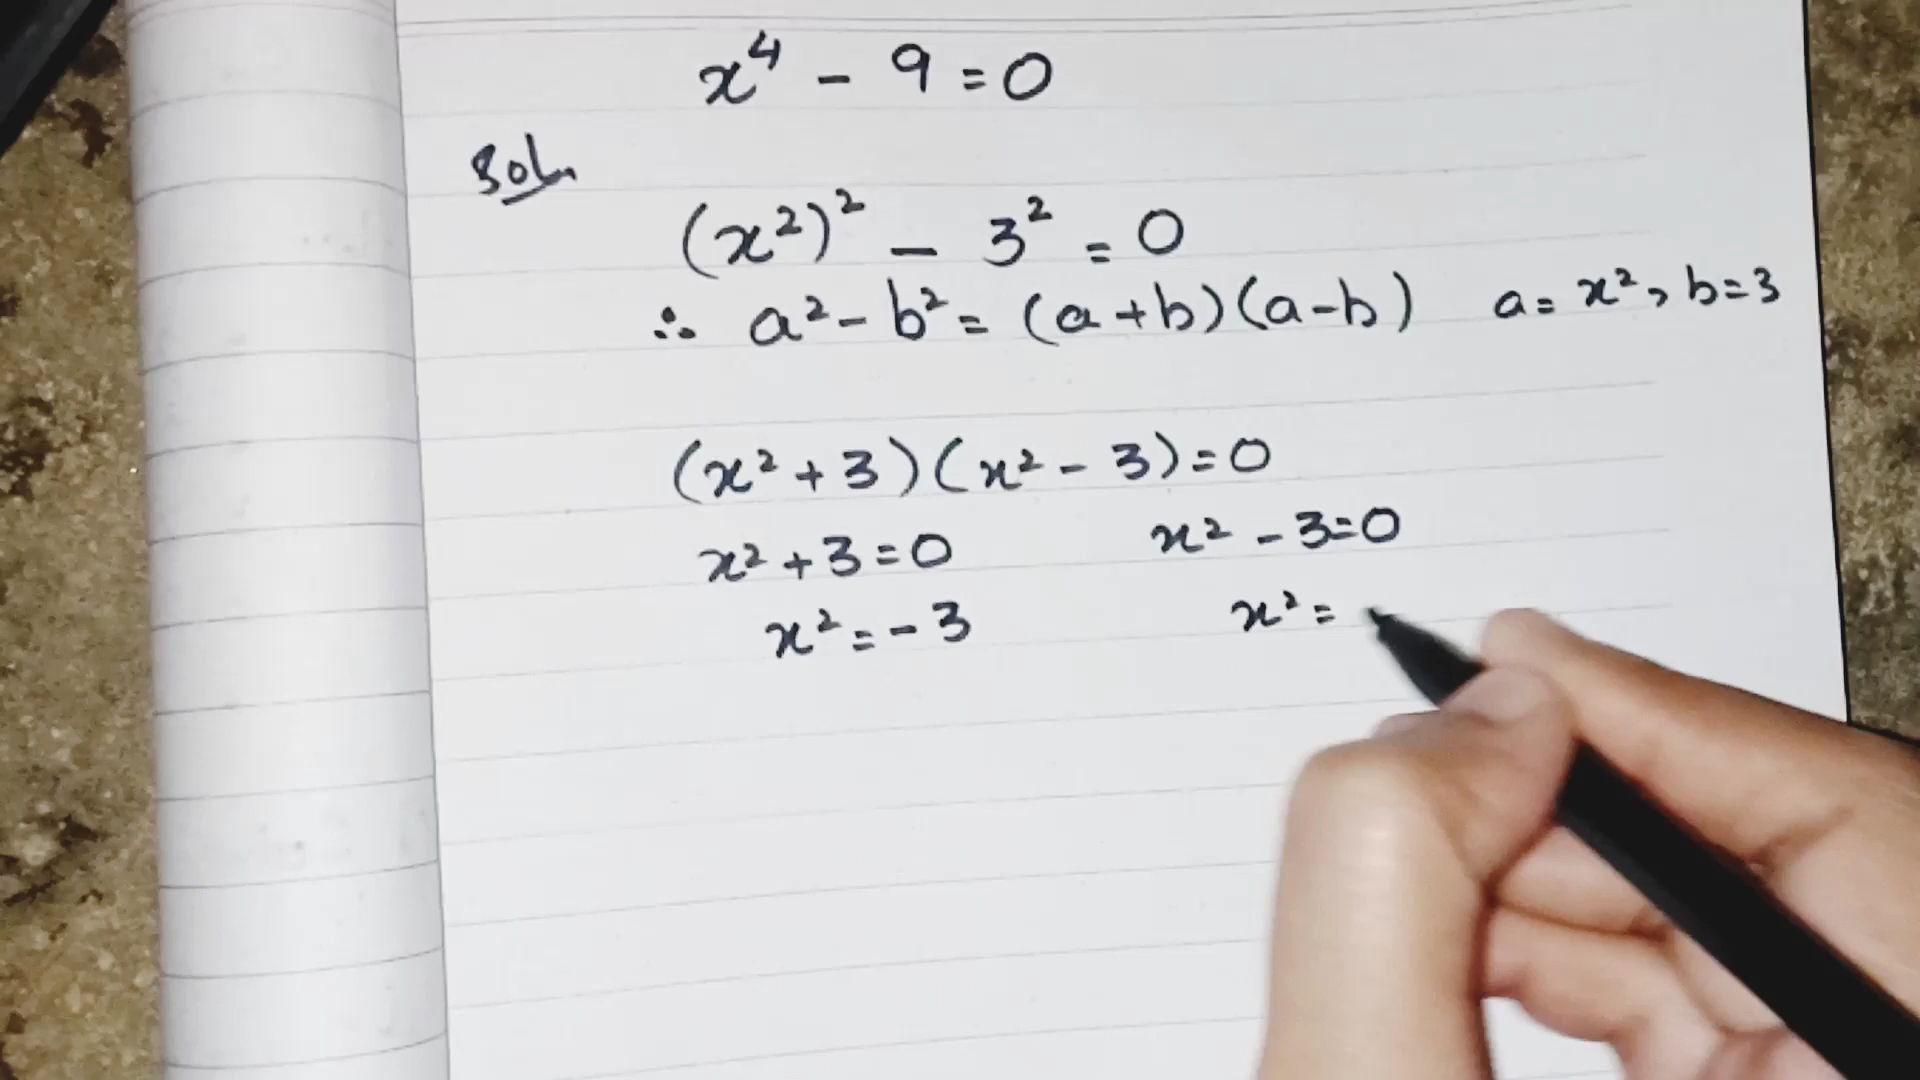 x⁴ - 9 = 0
Sol.
(x²)² - 3² = 0
∴ a² - b² = (a + b)(a - b) a = x², b = 3
(x² + 3)(x² - 3) = 0
x² + 3 = 0 x² - 3 = 0
x² = -3 x² =